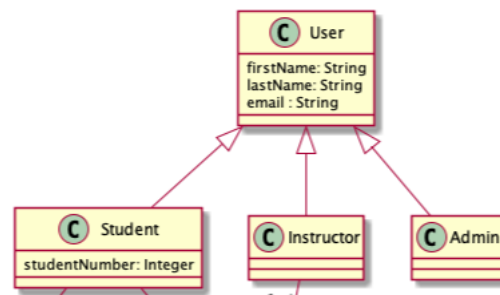 C User
firstName: String
lastName: String
email : String
C Student
studentNumber: Integer
C Instructor
C Admin